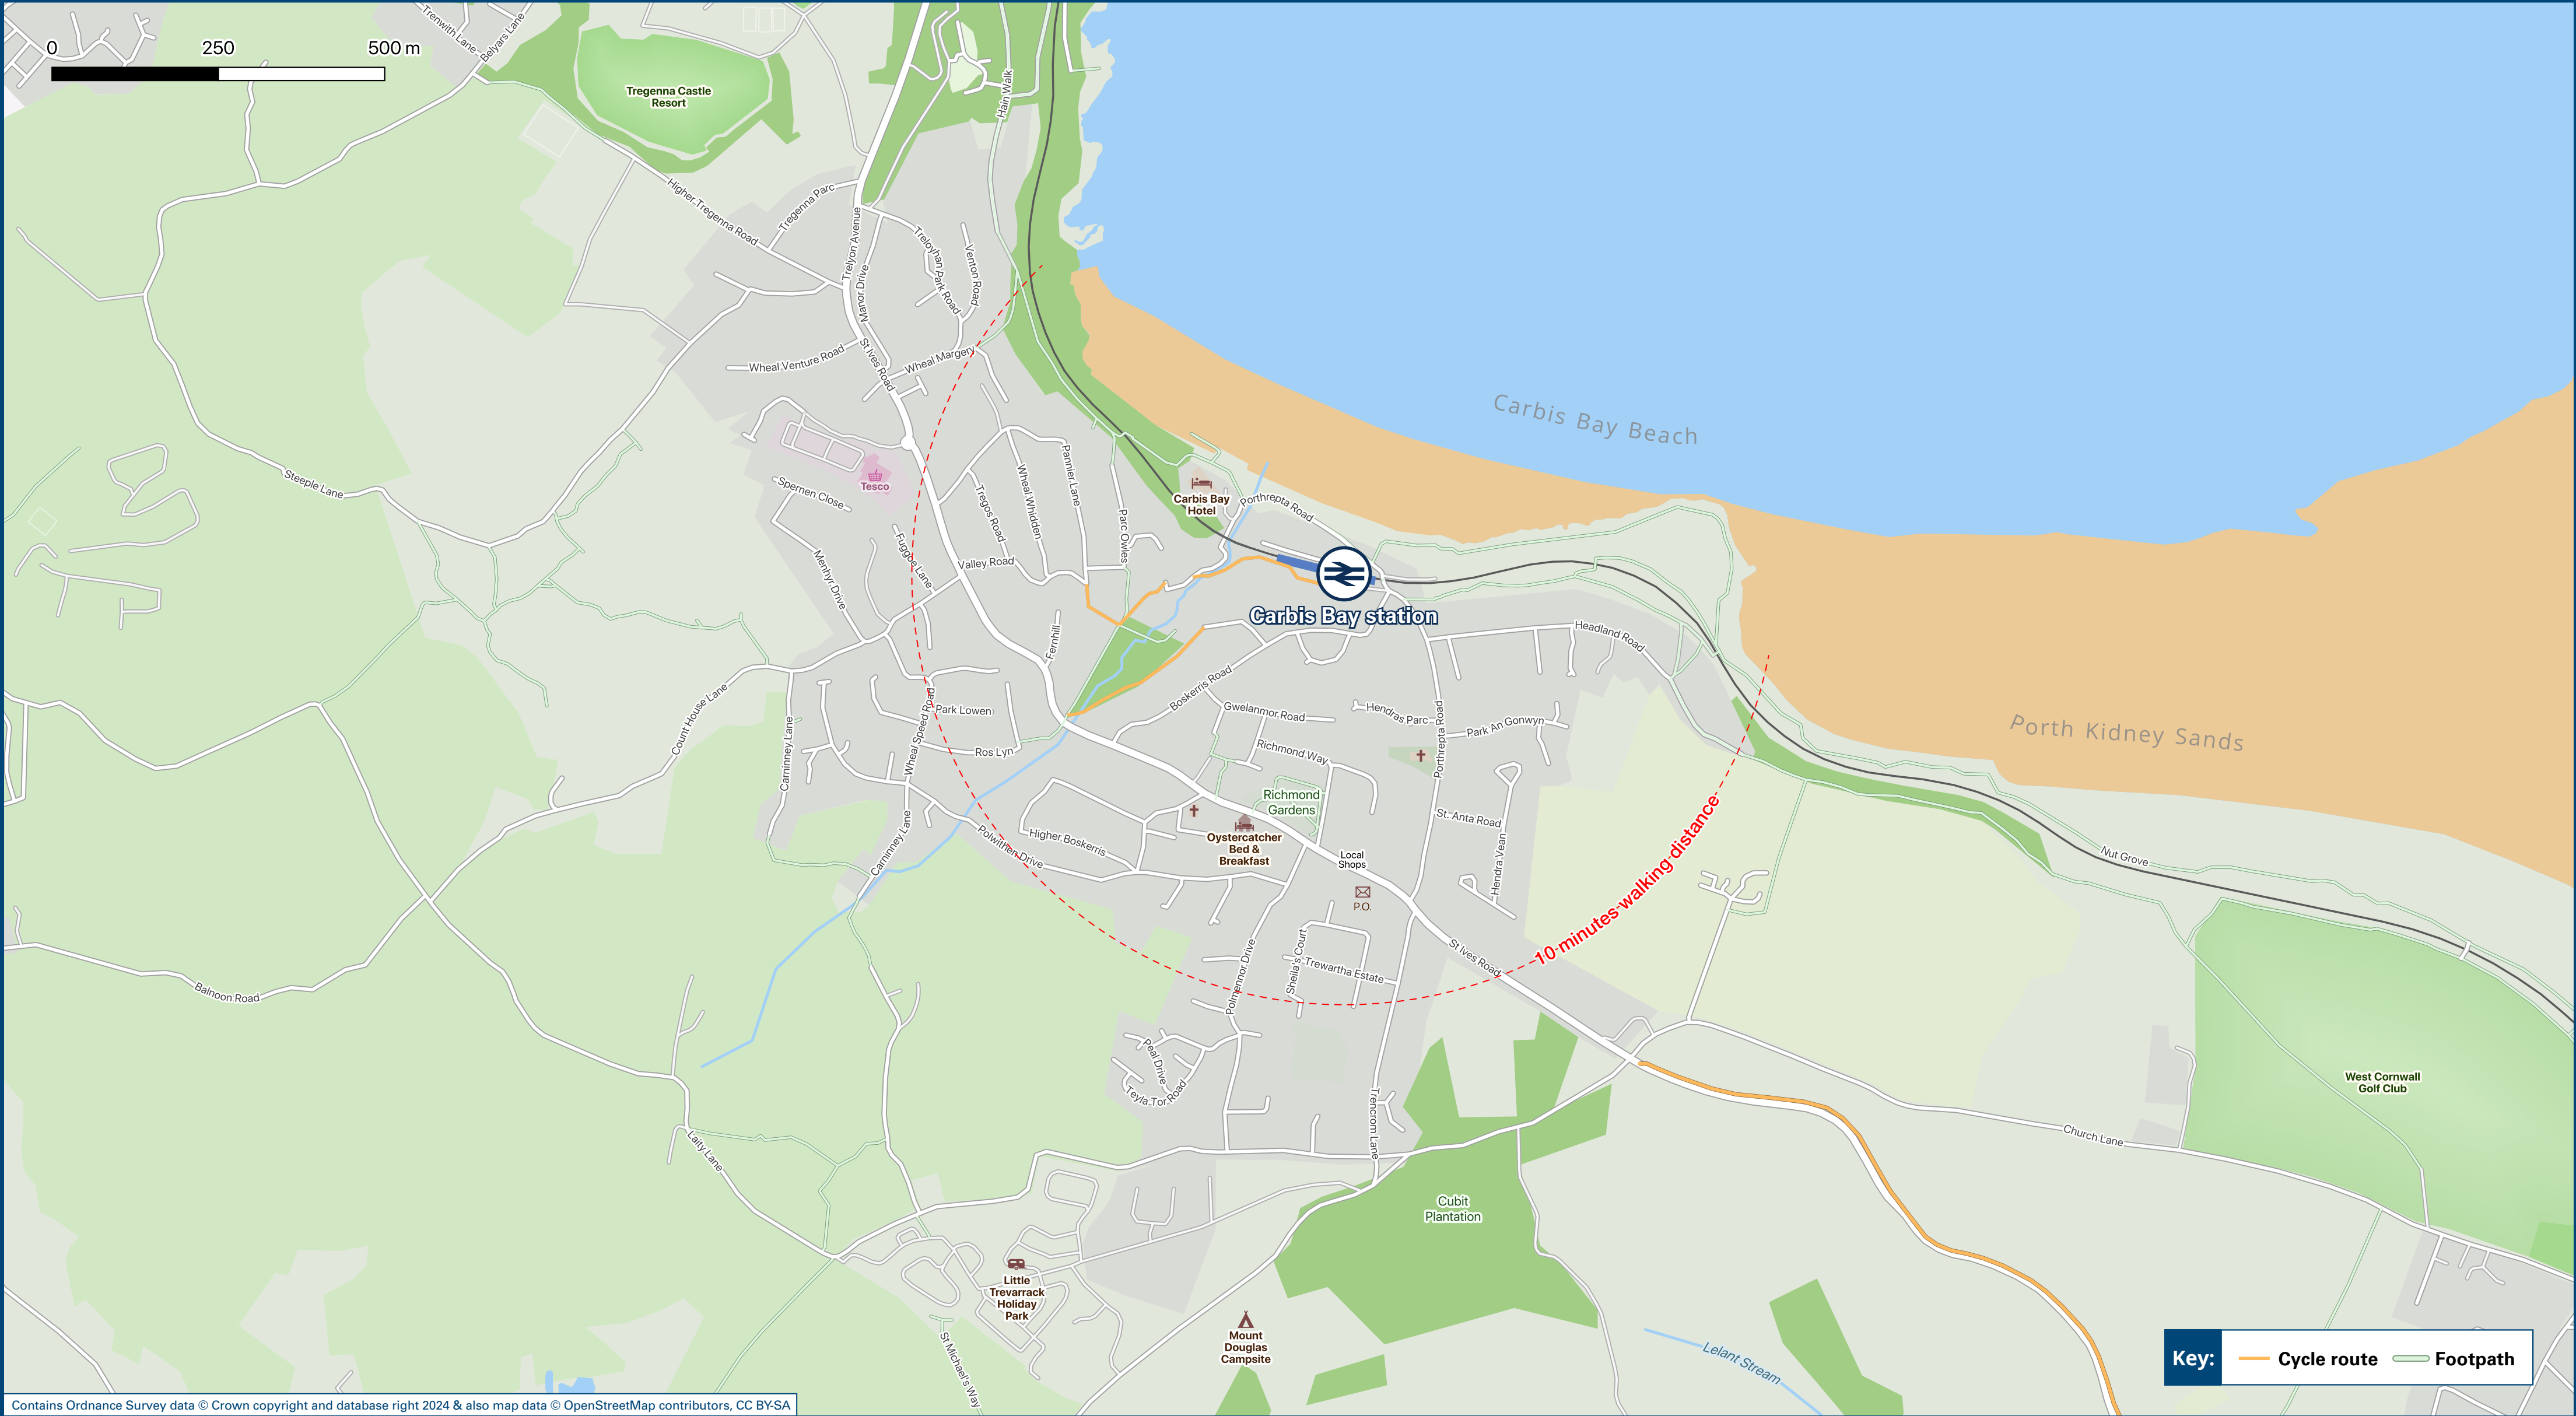 Trenwith Lane
Belyars Lane
0 250 500 m
Tregenna Castle
Resort
Hain Walk
Higher Tregenna Road
Tregenna Parc
Trelyon Avenue
Manor Drive
Treloyhan Park Road
Venton Road
St Ives Road
Wheal Venture Road
Wheal Margery
Carbis Bay Beach
Steeple Lane
Tesco
Spernen Close
Tregos Road
Wheal Whidden
Pannier Lane
Parc Owles
Carbis Bay
Hotel
Porthrepta Road
Menhyr Drive
Fuggoe Lane
Valley Road
Carbis Bay station
Fernhill
Headland Road
Boskerris Road
Count House Lane
Carninney Lane
Wheal Speed Road
Park Lowen
Ros Lyn
Gwelanmor Road
Hendras Parc
Porthrepta Road
Park An Gonwyn
Porth Kidney Sands
Richmond Way
Richmond
Gardens
St. Anta Road
10 minutes walking distance
Higher Boskerris
Polwithen Drive
Carninney Lane
Oystercatcher
Bed &
Breakfast
Local
Shops
Hendra Vean
Nut Grove
P.O.
St Ives Road
Polmennor Drive
Sheila's Court
Trewartha Estate
Balnoon Road
Peal Drive
Teyla Tor Road
Trencrom Lane
West Cornwall
Golf Club
Church Lane
Laity Lane
Cubit
Plantation
Little
Trevarrack
Holiday
Park
St Michael's Way
Mount
Douglas
Campsite
Lelant Stream
Key: Cycle route Footpath
Contains Ordnance Survey data © Crown copyright and database right 2024 & also map data © OpenStreetMap contributors, CC BY-SA